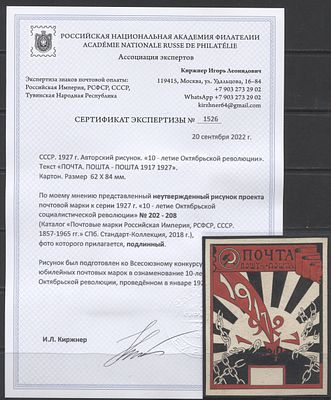 РОССИЙСКАЯ НАЦИОНАЛЬНАЯ АКАДЕМИЯ ФИЛАТЕЛИИ
ACADÉMIE NATIONALE RUSSE DE PHILATÉLIE
Ассоциация экспертов
Киржнер Игорь Леонидович
Экспертиза знаков почтовой оплаты:
119415, Москва, ул. Удальцова, 16–84
Российская Империя, РСФСР, СССР,
+7 903 273 29 02
Тувинская Народная Республика
WhatsApp +7 903 273 29 02
kirzhner64@gmail.com
СЕРТИФИКАТ ЭКСПЕРТИЗЫ № 1526
20 сентября 2022 г.
СССР. 1927 г. Авторский рисунок. «10 - летие Октябрьской революции».
Текст «ПОЧТА. ПОШТА - ПОШТА 1917 1927».
Картон. Размер 62 Х 84 мм.
По моему мнению представленный неутвержденный рисунок проекта
почтовой марки к серии 1927 г. «10 - летие Октябрьской
социалистической революции» № 202 - 208
(Каталог «Почтовые марки Российская Империя, РСФСР, СССР.
1857-1965 гг.» СПб. Стандарт-Коллекция, 2018 г.),
фото которого прилагается, подлинный.
Рисунок был подготовлен ко Всесоюзному конкурсу
юбилейных почтовых марок в ознаменование 10-ле
Октябрьской революции, проведённом в январе 192
И.Л. Киржнер
ПОЧТА
ПОШТА-ПОШТА
1917